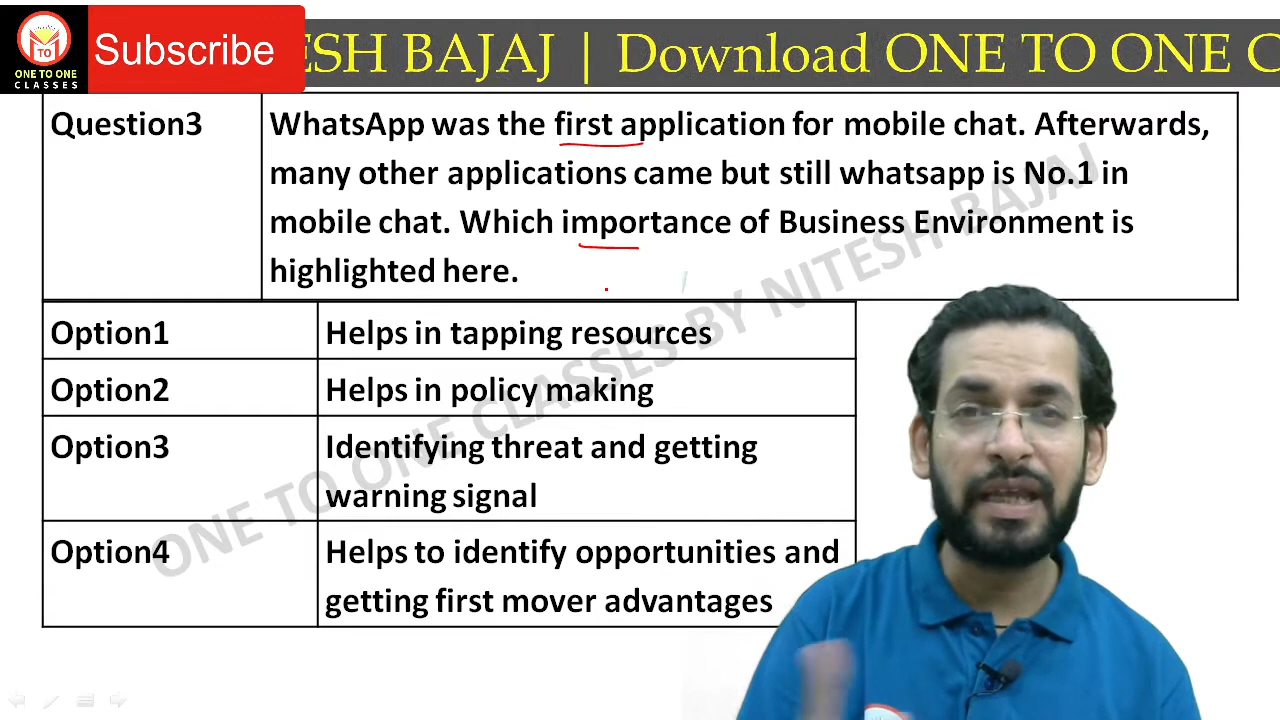 Subscribe
ESH BAJAJ | Download ONE TO ONE C
TO
ONE TO ONE
CLASSES
Question3
WhatsApp was the first application for mobile chat. Afterwards,
many other applications came but still whatsapp is No.1 in
mobile chat. Which importance of Business Environment is
highlighted here.
Option1
Helps in tapping resources
Option2
Helps in policy making
Option3
Identifying threat and getting
warning signal
Option4
Helps to identify opportunities and
getting first mover advantages
ONE TO ONE CLASSES BY NITESH BAJAJ